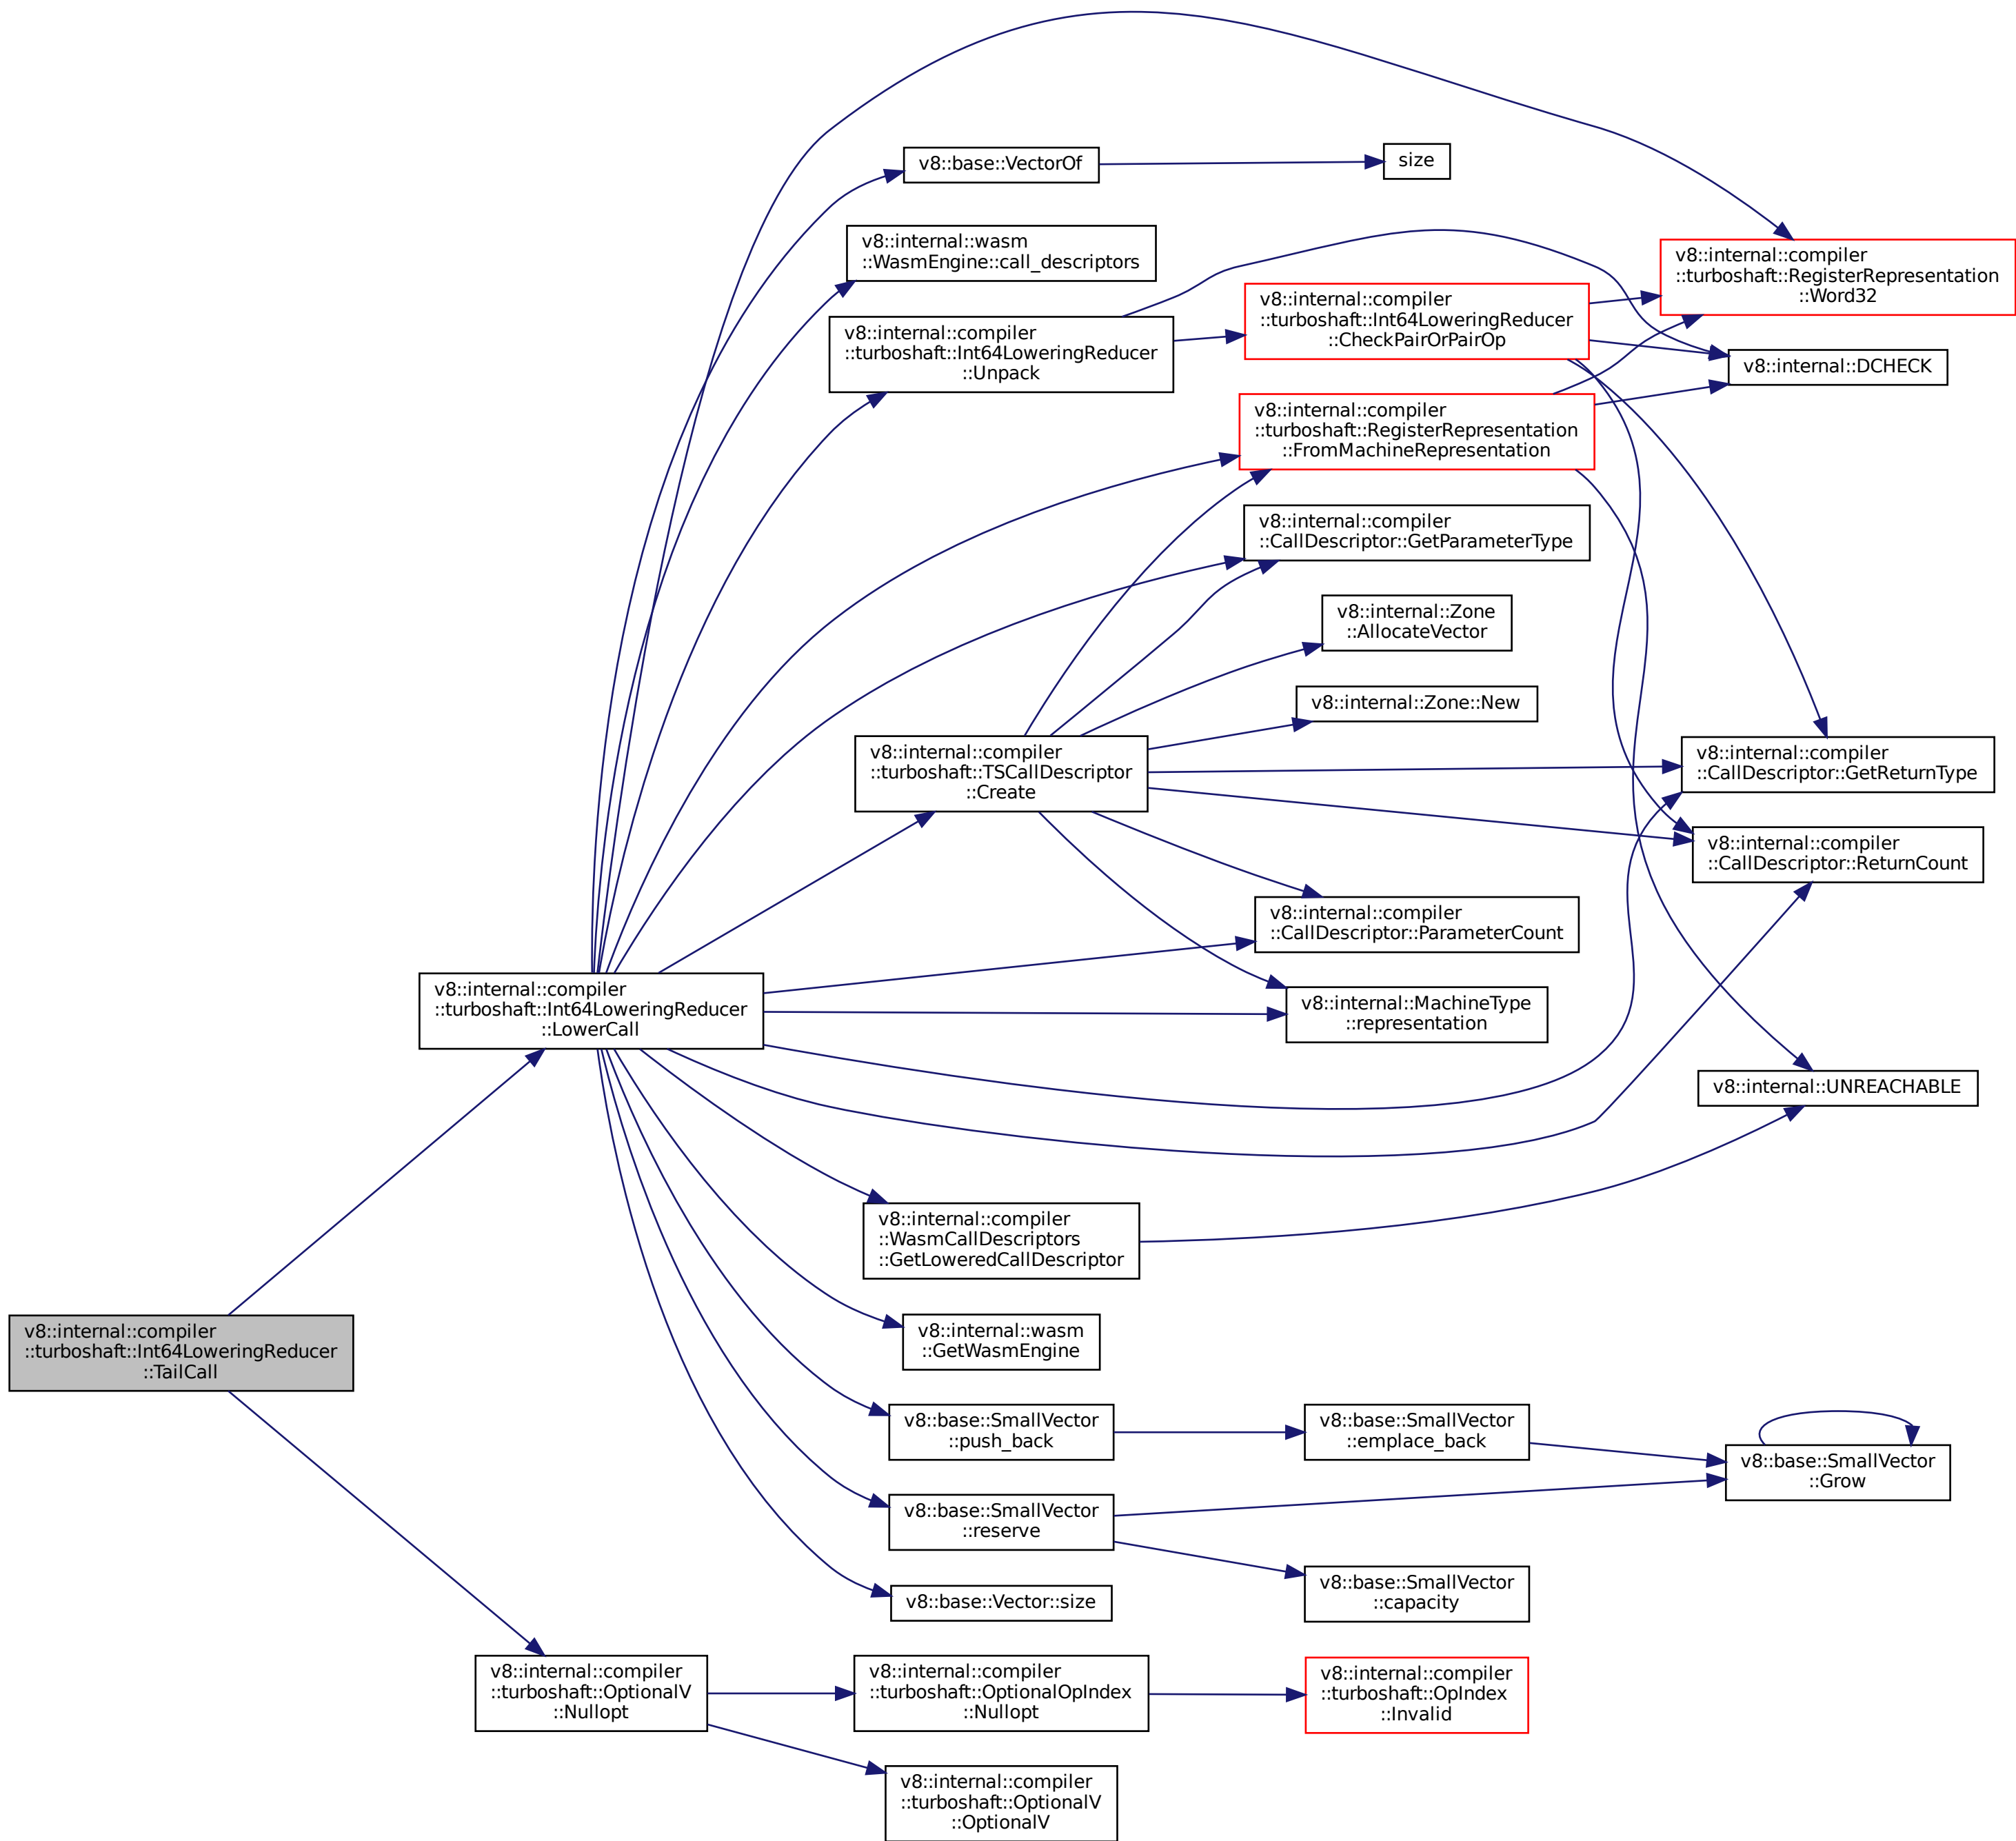 v8::base::VectorOf
size
v8::internal::wasm
::WasmEngine::call_descriptors
v8::internal::compiler
::turboshaft::RegisterRepresentation
::Word32
v8::internal::compiler
::turboshaft::Int64LoweringReducer
::CheckPairOrPairOp
v8::internal::compiler
::turboshaft::Int64LoweringReducer
::Unpack
v8::internal::DCHECK
v8::internal::compiler
::turboshaft::RegisterRepresentation
::FromMachineRepresentation
v8::internal::compiler
::CallDescriptor::GetParameterType
v8::internal::Zone
::AllocateVector
v8::internal::Zone::New
v8::internal::compiler
::turboshaft::TSCallDescriptor
::Create
v8::internal::compiler
::CallDescriptor::GetReturnType
v8::internal::compiler
::CallDescriptor::ReturnCount
v8::internal::compiler
::CallDescriptor::ParameterCount
v8::internal::compiler
::turboshaft::Int64LoweringReducer
::LowerCall
v8::internal::MachineType
::representation
v8::internal::UNREACHABLE
v8::internal::compiler
::WasmCallDescriptors
::GetLoweredCallDescriptor
v8::internal::compiler
::turboshaft::Int64LoweringReducer
::TailCall
v8::internal::wasm
::GetWasmEngine
v8::base::SmallVector
::push_back
v8::base::SmallVector
::emplace_back
v8::base::SmallVector
::Grow
v8::base::SmallVector
::reserve
v8::base::SmallVector
::capacity
v8::base::Vector::size
v8::internal::compiler
::turboshaft::OptionalV
::Nullopt
v8::internal::compiler
::turboshaft::OptionalOpIndex
::Nullopt
v8::internal::compiler
::turboshaft::OpIndex
::Invalid
v8::internal::compiler
::turboshaft::OptionalV
::OptionalV